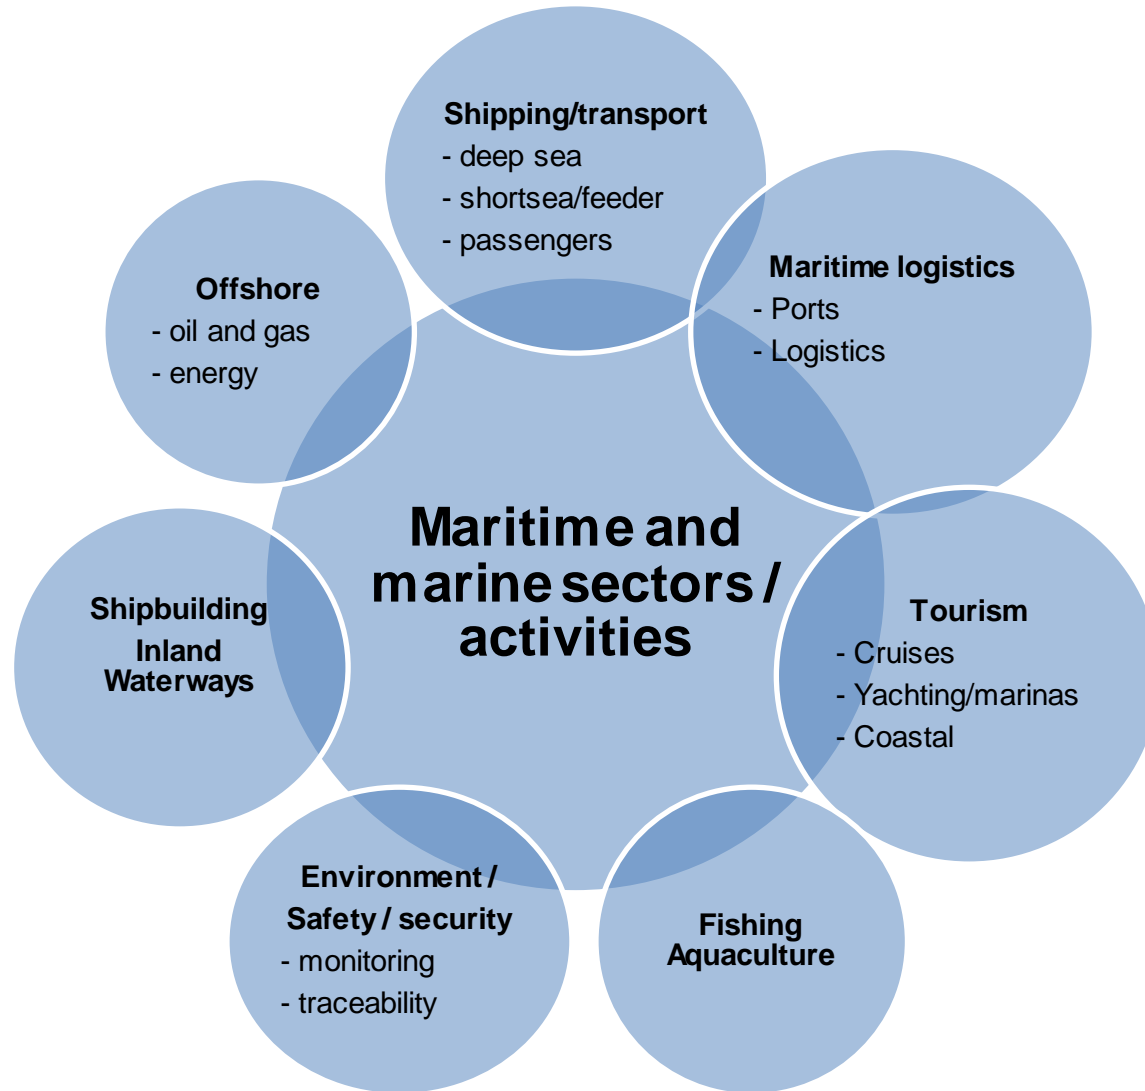 Shipping/transport
- deep sea
- shortsea/feeder
- passengers
Maritime logistics
- Ports
- Logistics
Offshore
- oil and gas
- energy
Maritime and
marine sectors /
activities
Shipbuilding
Inland
Waterways
Tourism
- Cruises
- Yachting/marinas
- Coastal
Environment /
Safety / security
- monitoring
- traceability
Fishing
Aquaculture